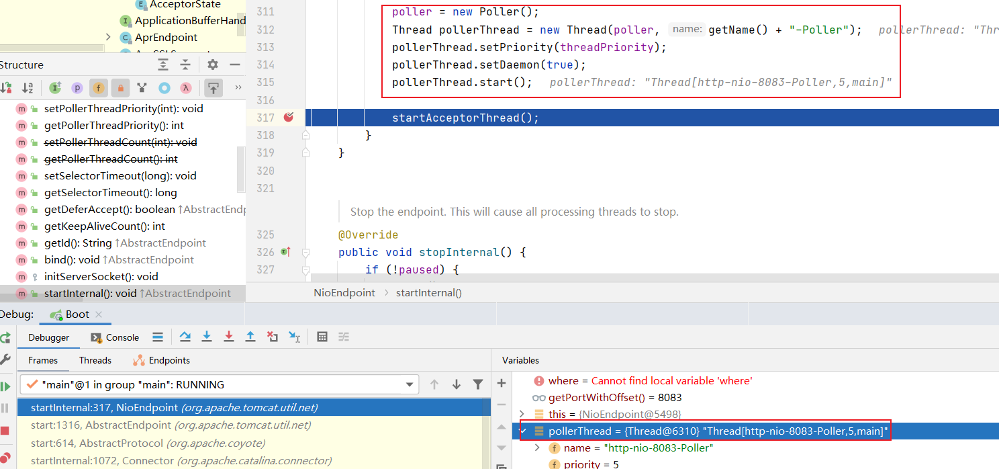 AcceptorState
ApplicationBufferHand
AprEndpoint
Structure
setPollerThreadPriority(int): void
getPollerThreadPriority(): int
setPollerThreadCount(int): void
getPollerThreadCount(): int
setSelectorTimeout(long): void
getSelectorTimeout(): long
getDeferAccept(): boolean ↑AbstractEndp
getKeepAliveCount(): int
getId(): String ↑AbstractEndpoint
bind(): void ↑AbstractEndpoint
initServerSocket(): void
startInternal(): void ↑AbstractEndpoint
311 poller = new Poller();
312 Thread pollerThread = new Thread(poller, name: getName() + "-Poller"); pollerThread: "Thr
313 pollerThread.setPriority(threadPriority);
314 pollerThread.setDaemon(true);
315 pollerThread.start(); pollerThread: "Thread[http-nio-8083-Poller,5,main]"
316
317 startAcceptorThread();
318 }
319 }
320
321
Stop the endpoint. This will cause all processing threads to stop.
325 @Override
326 public void stopInternal() {
327 if (!paused) {
NioEndpoint > startInternal()
Debug: Boot
Debugger Console
Frames Threads Endpoints
"main"@1 in group "main": RUNNING
startInternal:317, NioEndpoint (org.apache.tomcat.util.net)
start:1316, AbstractEndpoint (org.apache.tomcat.util.net)
start:614, AbstractProtocol (org.apache.coyote)
startInternal:1072, Connector (org.apache.catalina.connector)
Variables
where = Cannot find local variable 'where'
getPortWithOffset() = 8083
this = {NioEndpoint@5498}
pollerThread = {Thread@6310} "Thread[http-nio-8083-Poller,5,main]"
name = "http-nio-8083-Poller"
priority = 5